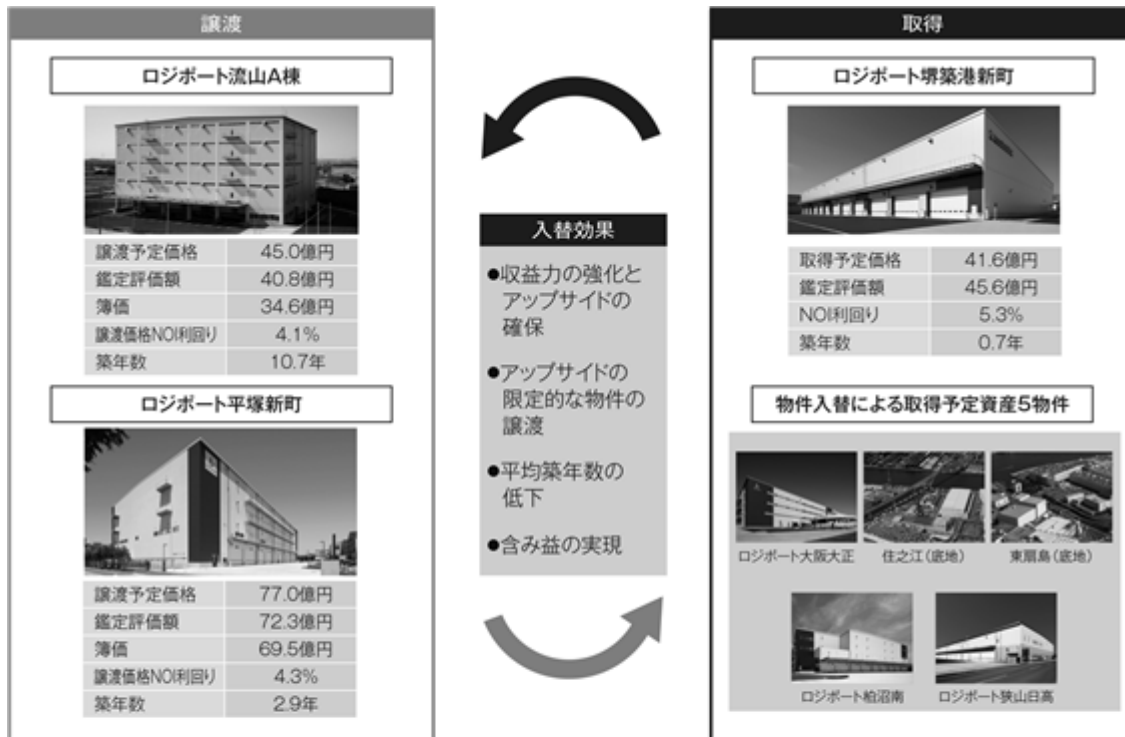 譲渡
ロジポート流山A棟
譲渡予定価格 45.0億円
鑑定評価額 40.8億円
簿価 34.6億円
譲渡価格NOI利回り 4.1%
築年数 10.7年
ロジポート平塚新町
譲渡予定価格 77.0億円
鑑定評価額 72.3億円
簿価 69.5億円
譲渡価格NOI利回り 4.3%
築年数 2.9年
入替効果
●収益力の強化と
アップサイドの
確保
●アップサイドの
限定的な物件の
譲渡
●平均築年数の
低下
●含み益の実現
取得
ロジポート堺築港新町
取得予定価格 41.6億円
鑑定評価額 45.6億円
NOI利回り 5.3%
築年数 0.7年
物件入替による取得予定資産5物件
ロジポート大阪大正
住之江(底地)
東扇島(底地)
ロジポート柏沼南
ロジポート狭山日高